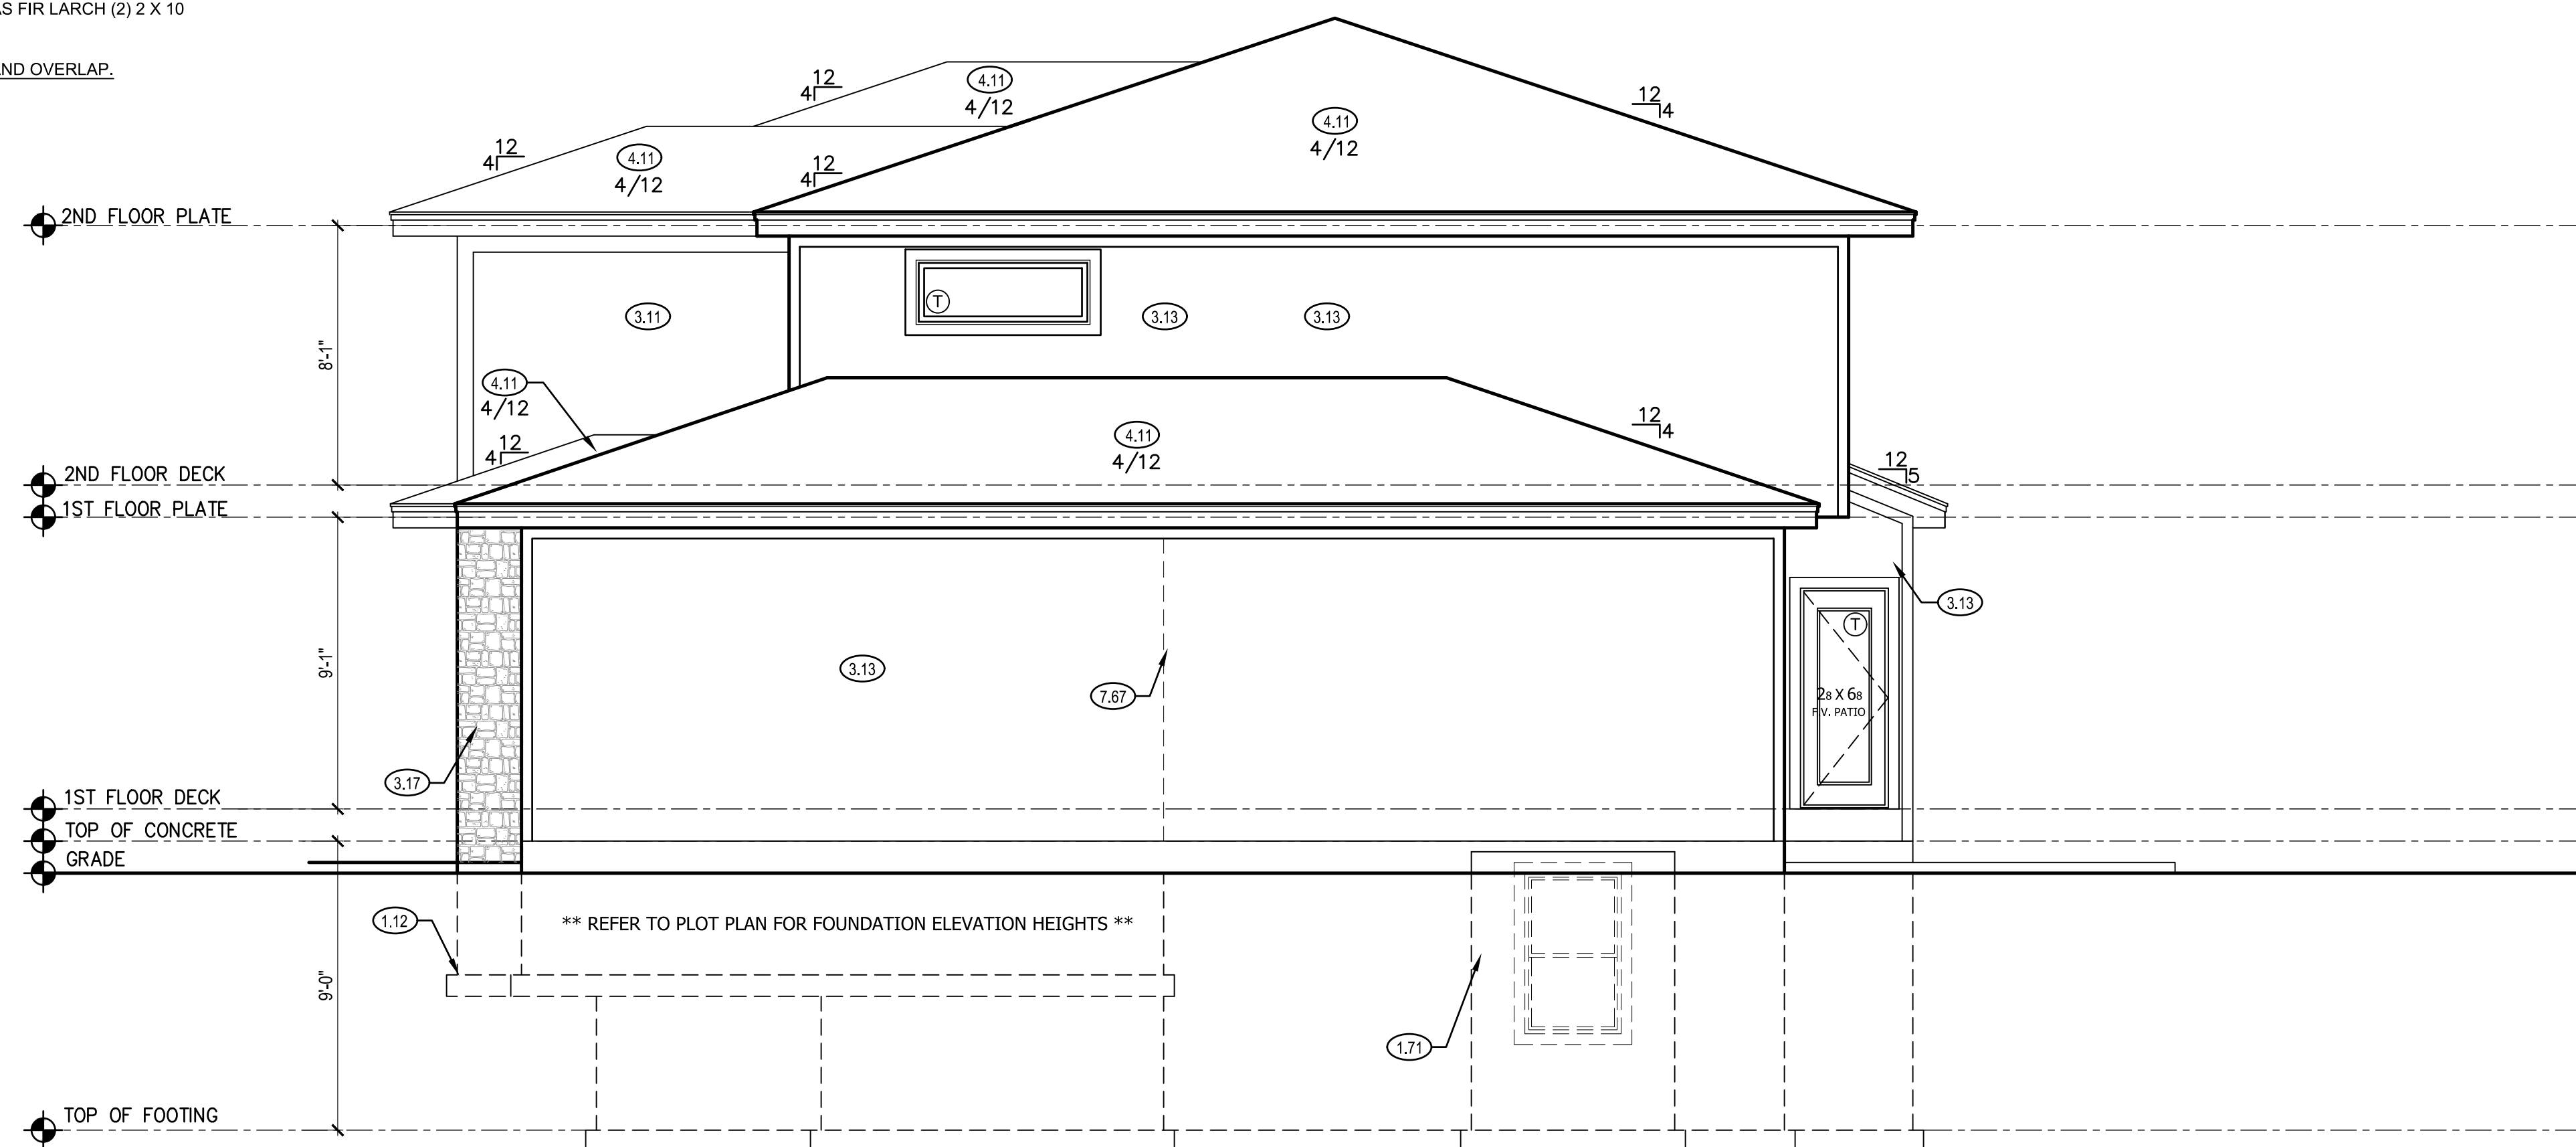 AS FIR LARCH (2) 2 X 10
AND OVERLAP.
12
4
4.11
4/12
12
4
4.11
4/12
12
4
4.11
4/12
12
4
2ND FLOOR PLATE
3.11
T
3.13
3.13
8'-1"
4.11
4/12
12
4
4.11
4/12
12
4
12
5
2ND FLOOR DECK
1ST FLOOR PLATE
3.13
T
9'-1"
3.13
7.67
28 X 68
F.V. PATIO
3.17
1ST FLOOR DECK
TOP OF CONCRETE
GRADE
1.12
** REFER TO PLOT PLAN FOR FOUNDATION ELEVATION HEIGHTS **
9'-0"
1.71
TOP OF FOOTING